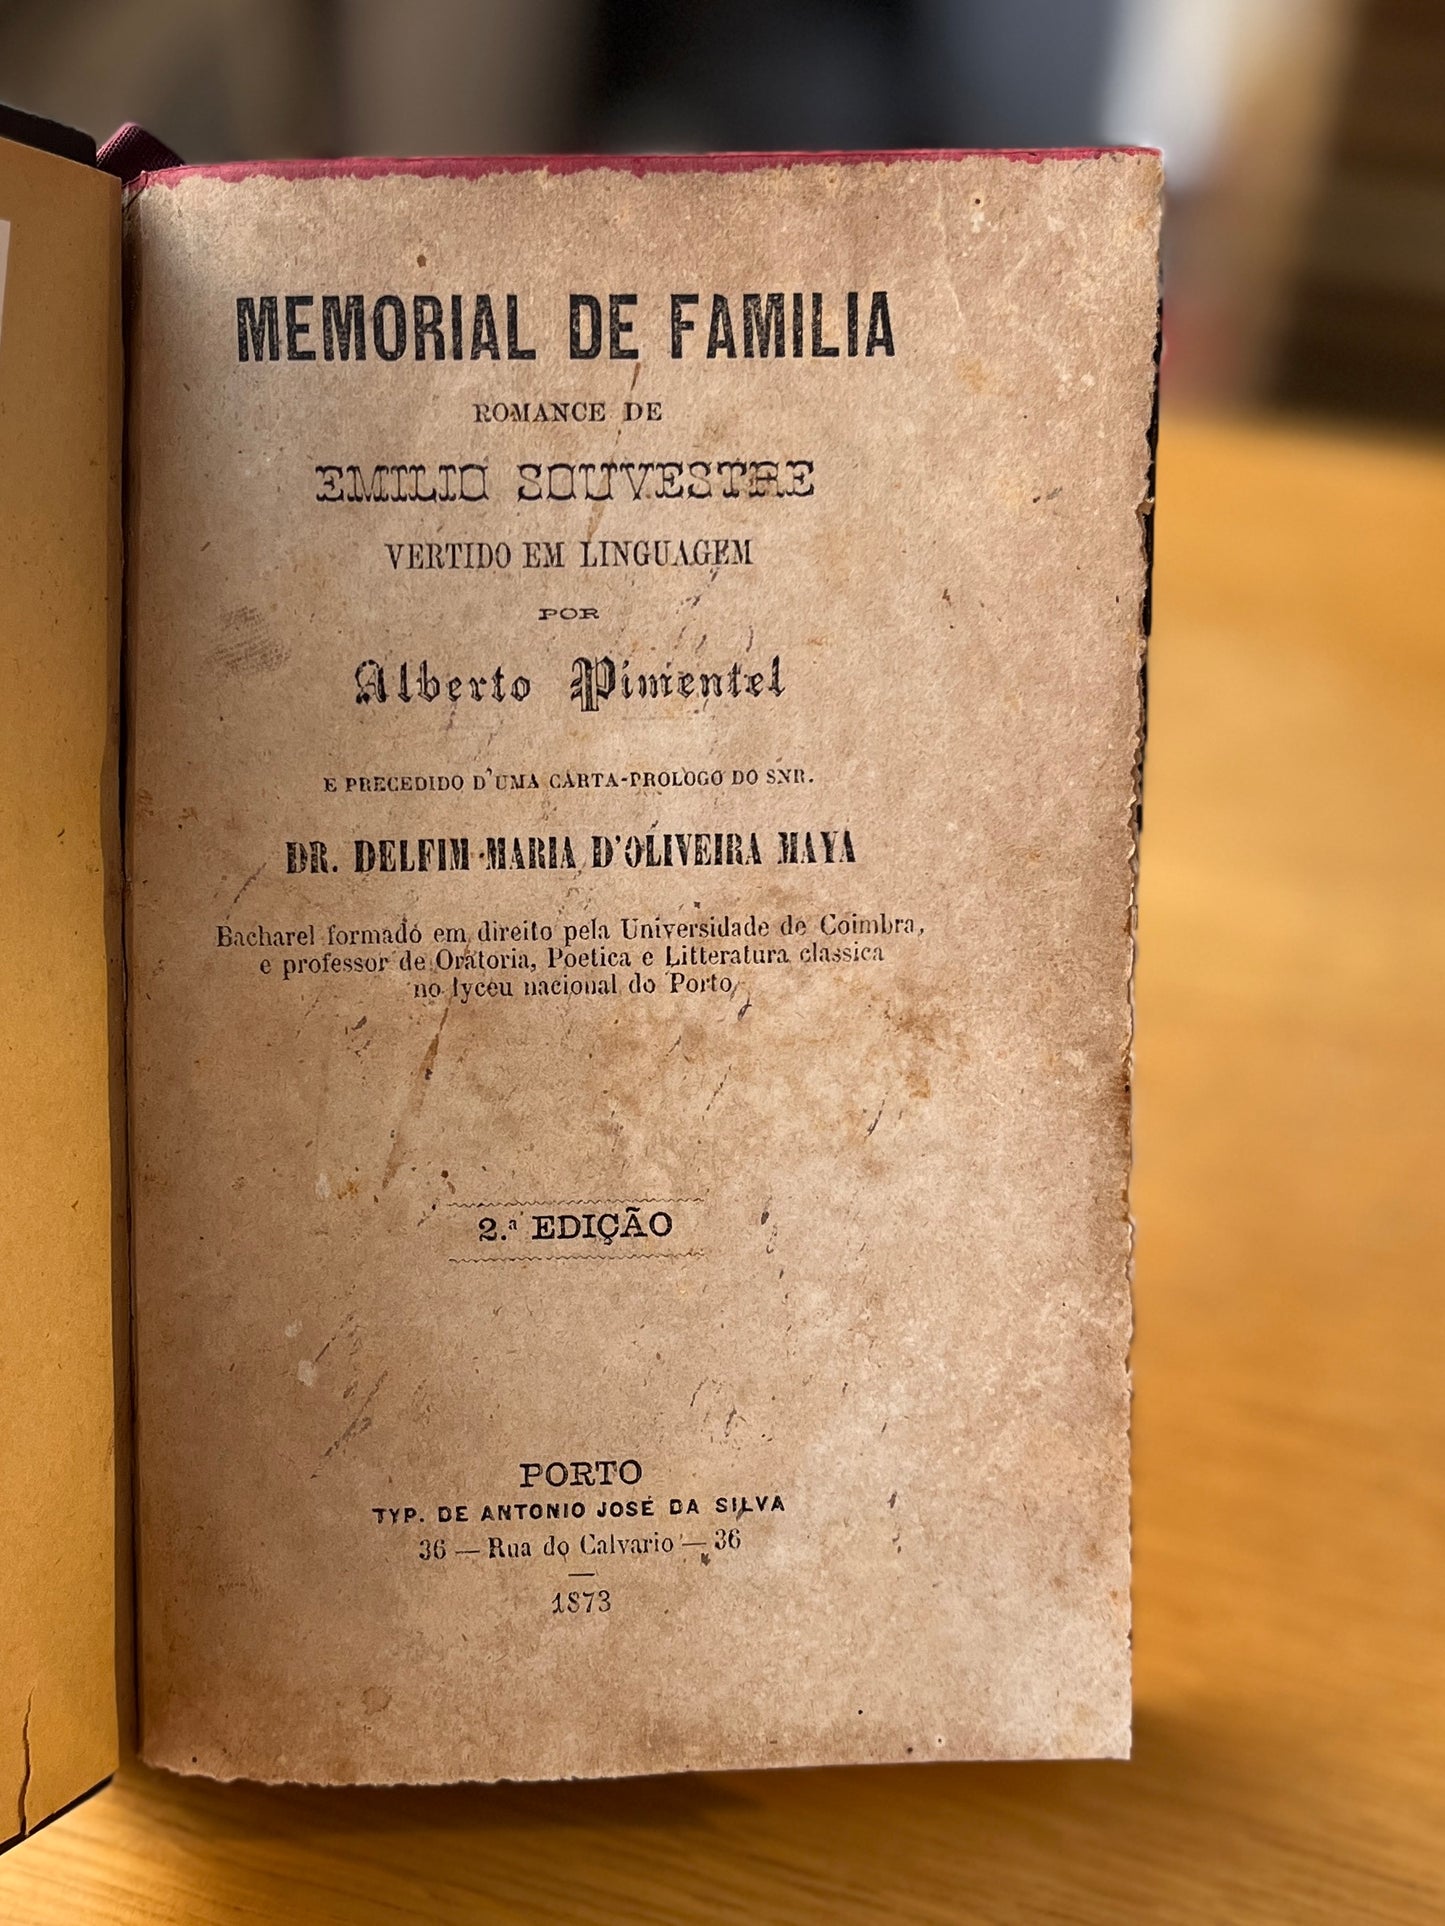 MEMORIAL DE FAMILIA
ROMANCE DE
EMILIO SOUVESTRE
VERTIDO EM LINGUAGEM
POR
Alberto Pimentel
E PRECEDIDO D'UMA CARTA-PROLOGO DO SNR.
DR. DELFIM MARIA D'OLIVEIRA MAYA
Bacharel formado em direito pela Universidade de Coimbra,
e professor de Oratoria, Poetica e Litteratura classica
no lyceu nacional do Porto
2.ª EDIÇÃO
PORTO
TYP. DE ANTONIO JOSÉ DA SILVA
36 — Rua do Calvario — 36
1873